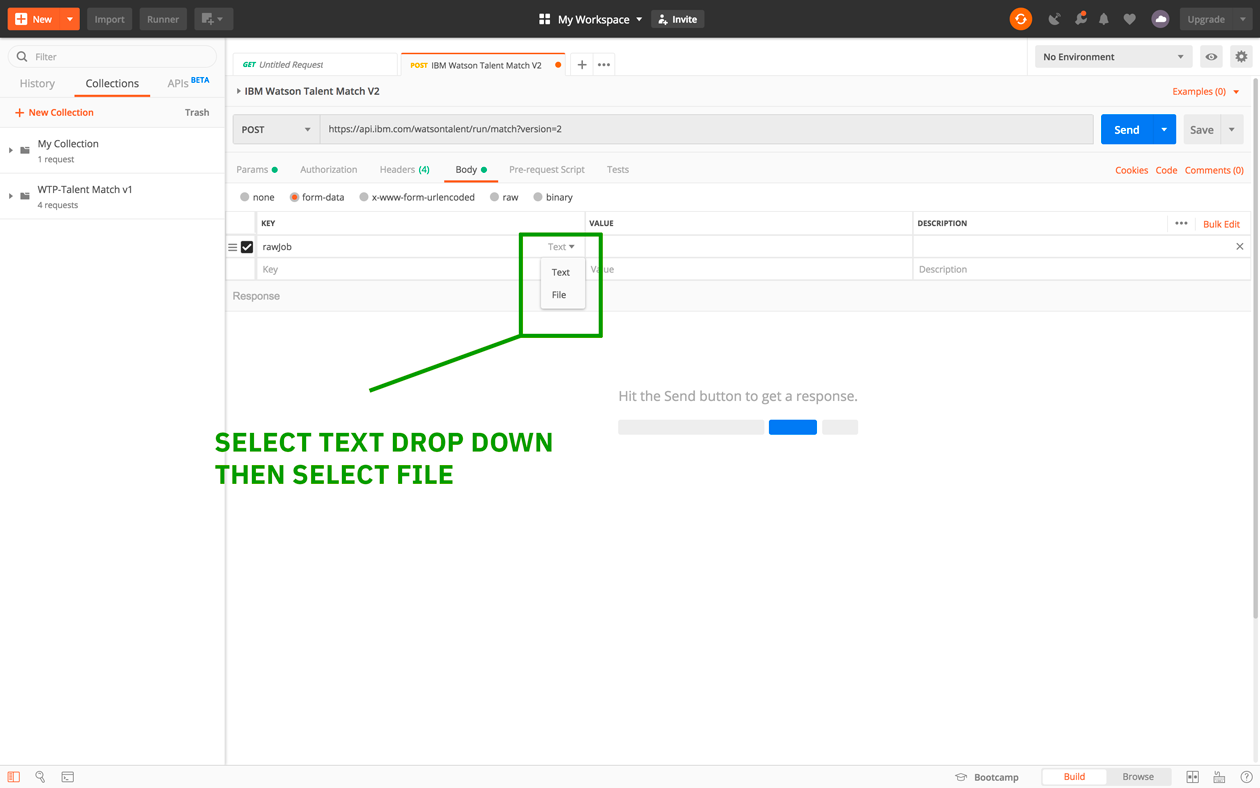 New
Import
Runner
My Workspace
Invite
Upgrade
Filter
History
Collections
APIs BETA
+ New Collection
Trash
My Collection
1 request
WTP-Talent Match v1
4 requests
GET Untitled Request
POST IBM Watson Talent Match V2
No Environment
IBM Watson Talent Match V2
Examples (0)
POST
https://api.ibm.com/watsontalent/run/match?version=2
Send
Save
Params
Authorization
Headers (4)
Body
Pre-request Script
Tests
Cookies
Code
Comments (0)
none
form-data
x-www-form-urlencoded
raw
binary
KEY
VALUE
DESCRIPTION
Bulk Edit
rawJob
Text
Key
Value
Description
Text
File
Response
Hit the Send button to get a response.
SELECT TEXT DROP DOWN
THEN SELECT FILE
Bootcamp
Build
Browse